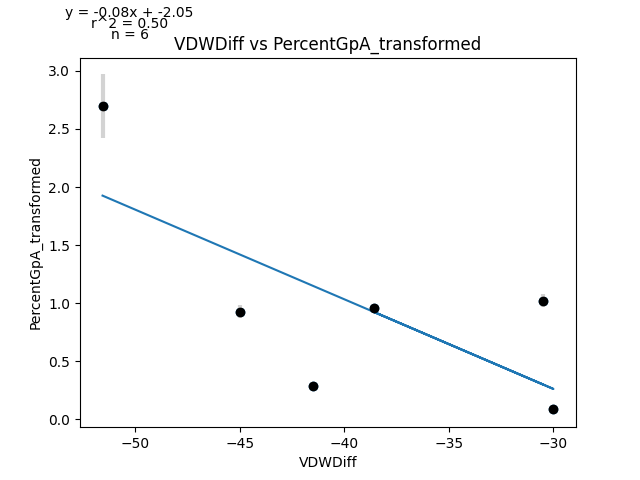 y = -0.08x + -2.05
r^2 = 0.50
n = 6
VDWDiff vs PercentGpA_transformed
3.0
2.5
2.0
1.5
1.0
0.5
0.0
PercentGpA_transformed
−50
−45
−40
−35
−30
VDWDiff